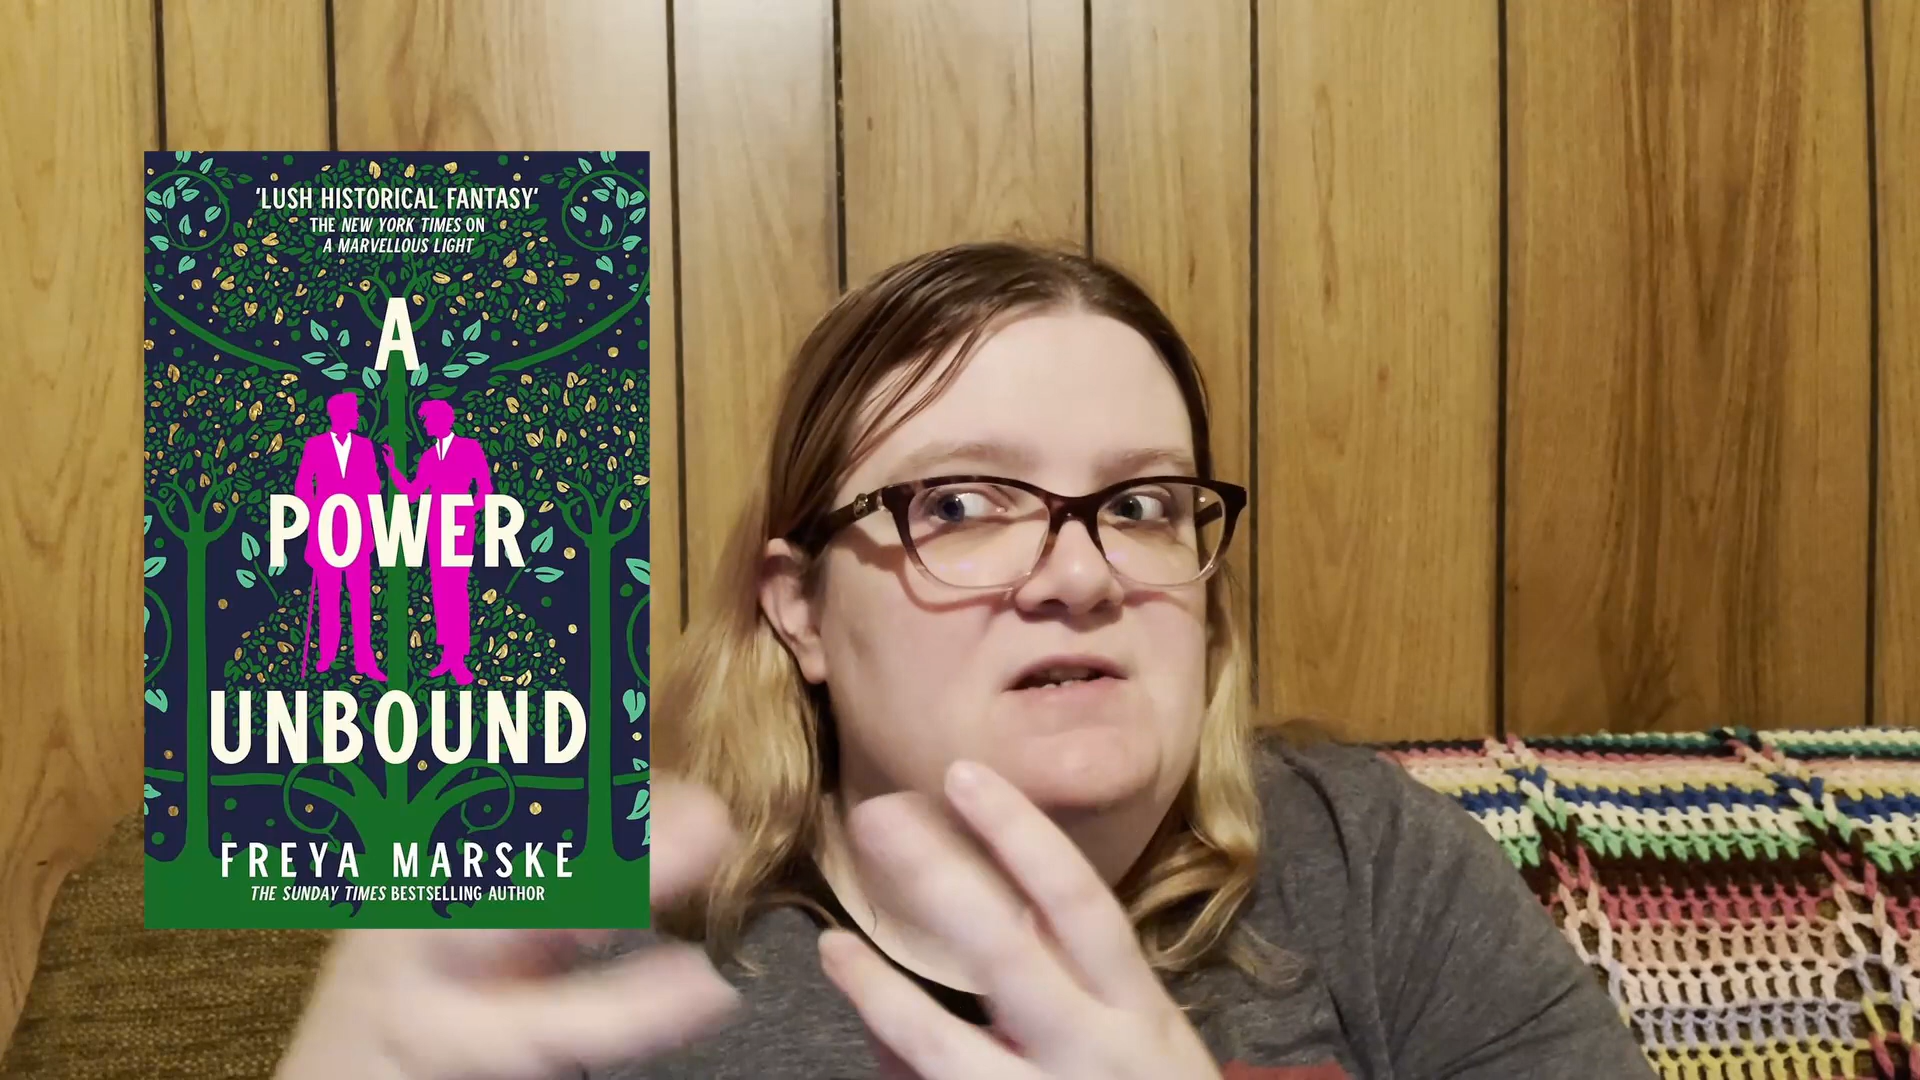 'LUSH HISTORICAL FANTASY'
THE NEW YORK TIMES ON
A MARVELLOUS LIGHT
A
POWER
UNBOUND
FREYA MARSKE
THE SUNDAY TIMES BESTSELLING AUTHOR